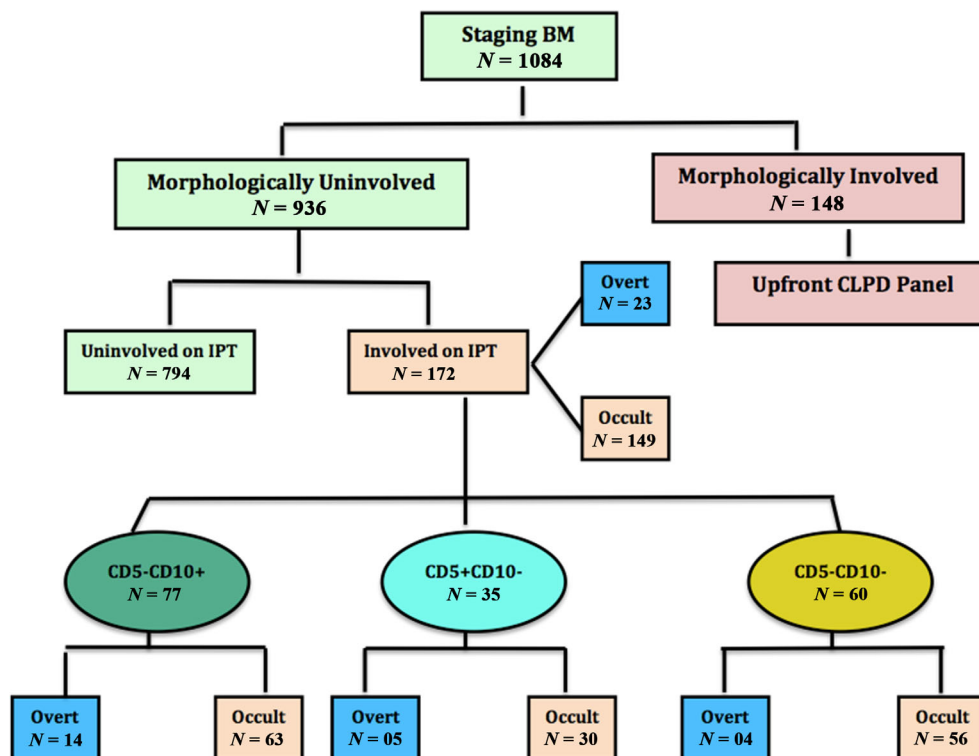 Staging BM
N = 1084
Morphologically Uninvolved
N = 936
Morphologically Involved
N = 148
Upfront CLPD Panel
Overt
N = 23
Uninvolved on IPT
N = 794
Involved on IPT
N = 172
Occult
N = 149
CD5-CD10+
N = 77
CD5+CD10-
N = 35
CD5-CD10-
N = 60
Overt
N = 14
Occult
N = 63
Overt
N = 05
Occult
N = 30
Overt
N = 04
Occult
N = 56